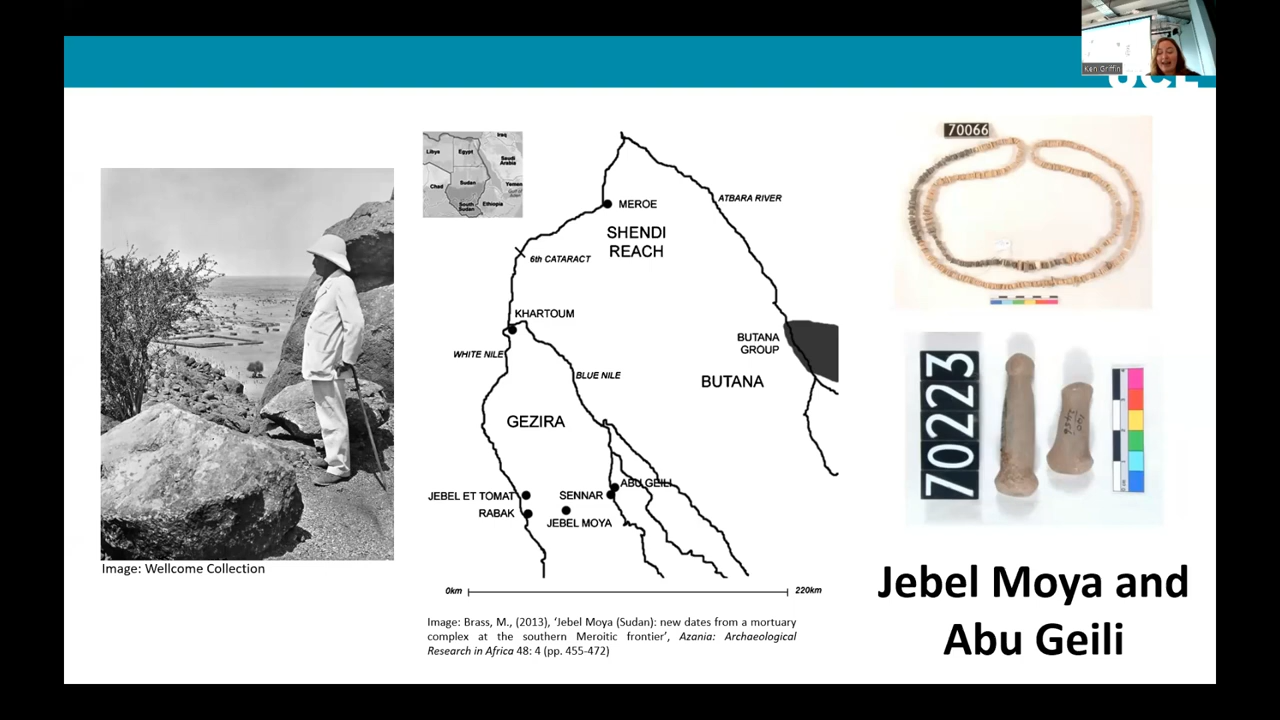 Ken Griffin
UCL
Image: Wellcome Collection
Iraq
Libya
Egypt
Saudi
Arabia
Chad
Sudan
Yemen
South
Sudan
Ethiopia
MEROE
ATBARA RIVER
SHENDI
REACH
6th CATARACT
KHARTOUM
WHITE NILE
BLUE NILE
BUTANA
GROUP
BUTANA
GEZIRA
ABU GEILI
JEBEL ET TOMAT
SENNAR
RABAK
JEBEL MOYA
0km
220km
Image: Brass, M., (2013), ‘Jebel Moya (Sudan): new dates from a mortuary
complex at the southern Meroitic frontier’, Azania: Archaeological
Research in Africa 48: 4 (pp. 455-472)
70066
70223
Jebel Moya and
Abu Geili